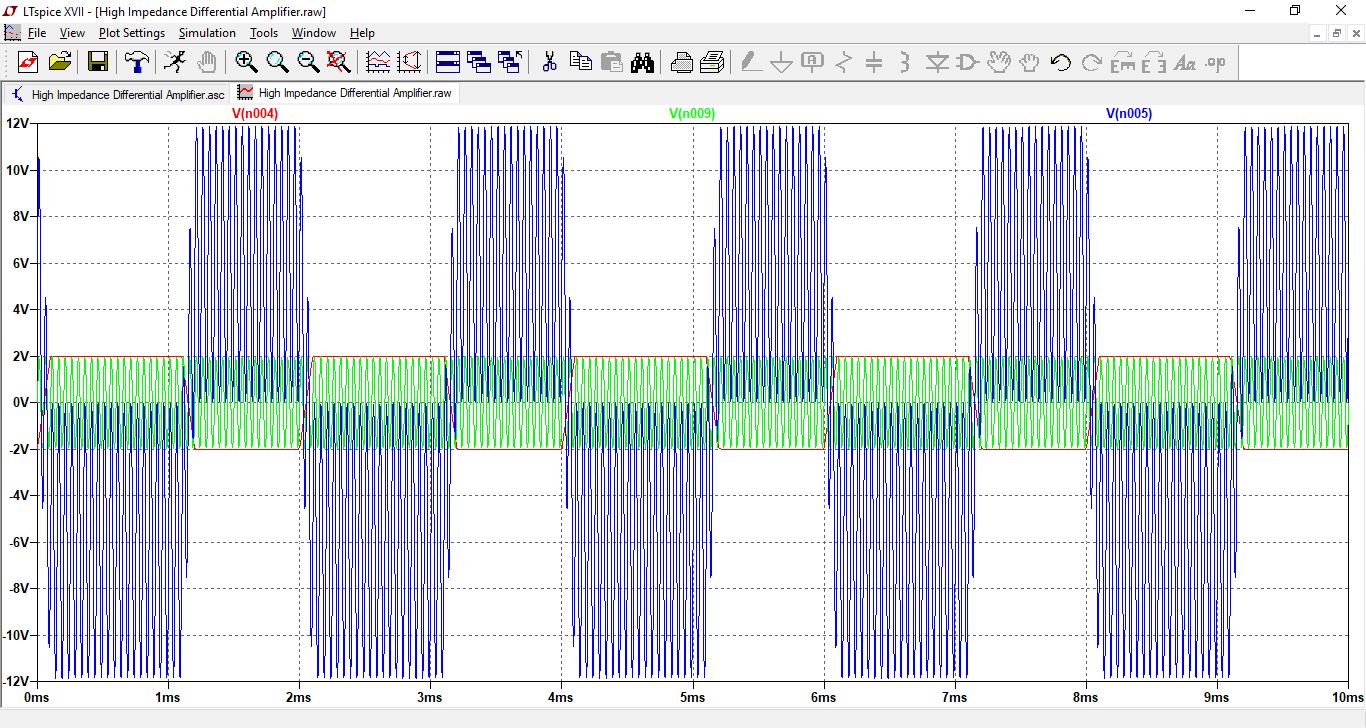 LTspice XVII - [High Impedance Differential Amplifier.raw]
File View Plot Settings Simulation Tools Window Help
High Impedance Differential Amplifier.asc High Impedance Differential Amplifier.raw
V(n004) V(n009) V(n005)
12V
10V
8V
6V
4V
2V
0V
-2V
-4V
-6V
-8V
-10V
-12V
0ms 1ms 2ms 3ms 4ms 5ms 6ms 7ms 8ms 9ms 10ms